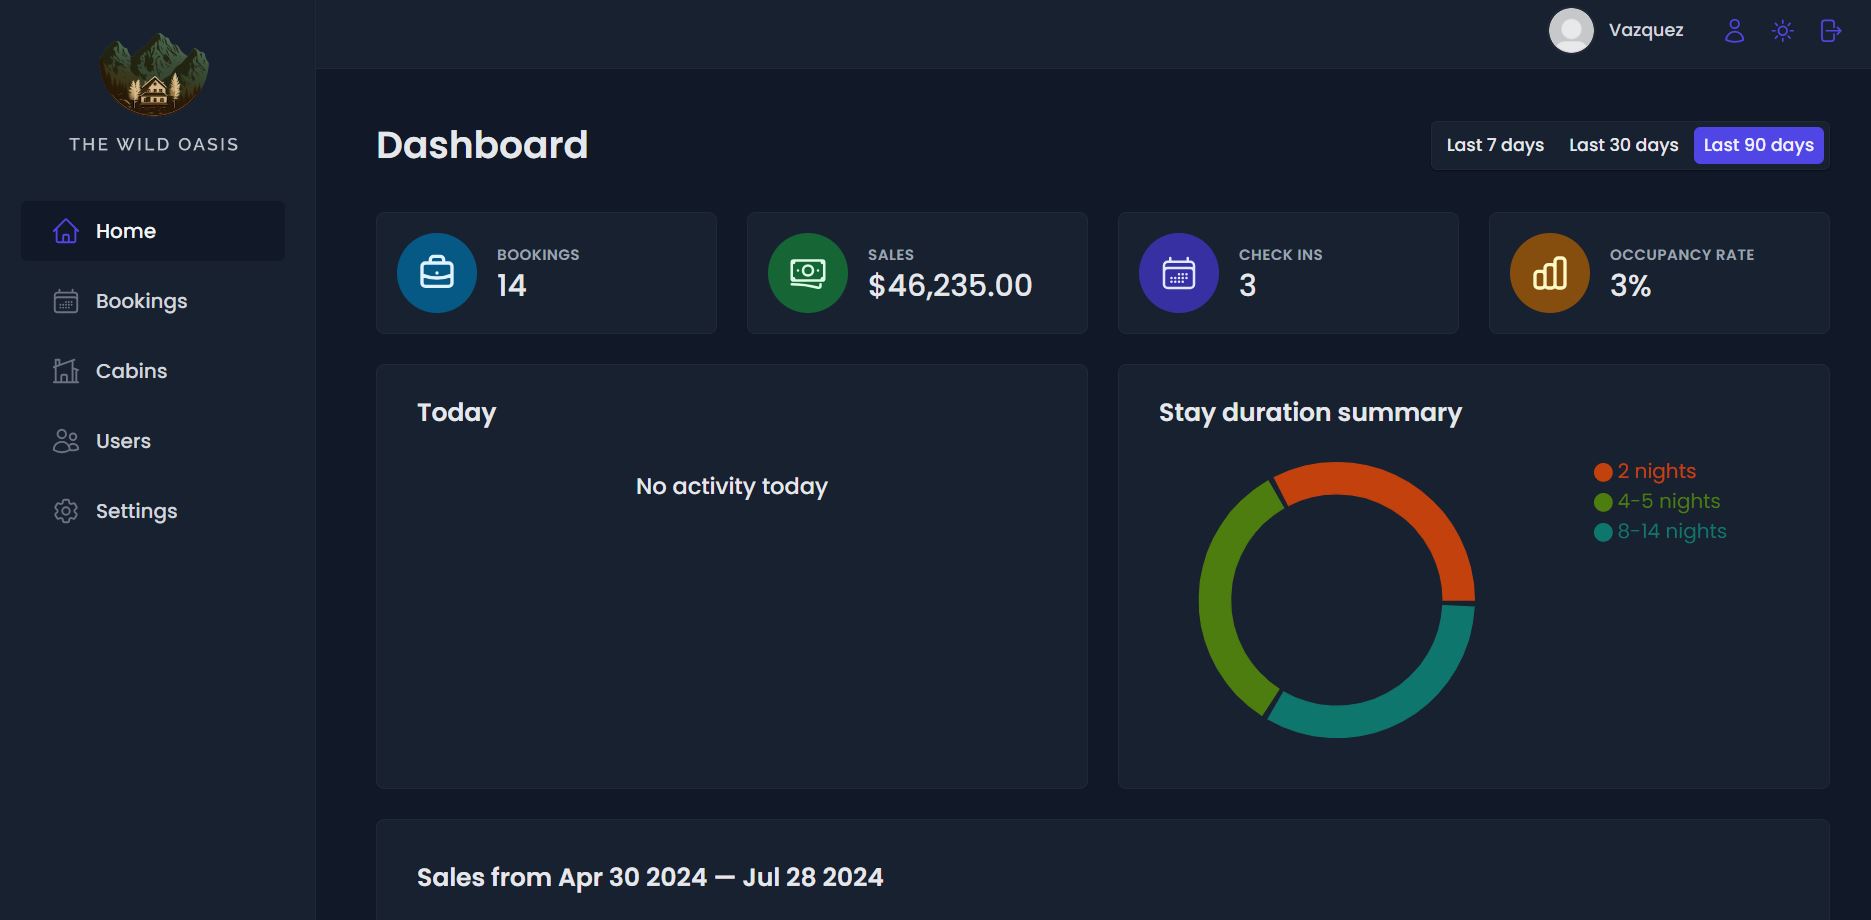 THE WILD OASIS
Home
Bookings
Cabins
Users
Settings
Vazquez
Dashboard
Last 7 days
Last 30 days
Last 90 days
BOOKINGS
14
SALES
$46,235.00
CHECK INS
3
OCCUPANCY RATE
3%
Today
No activity today
Stay duration summary
2 nights
4-5 nights
8-14 nights
Sales from Apr 30 2024 — Jul 28 2024